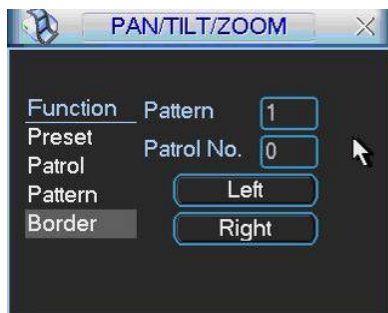 PAN/TILT/ZOOM
Function
Preset
Patrol
Pattern
Border
Pattern 1
Patrol No. 0
Left
Right